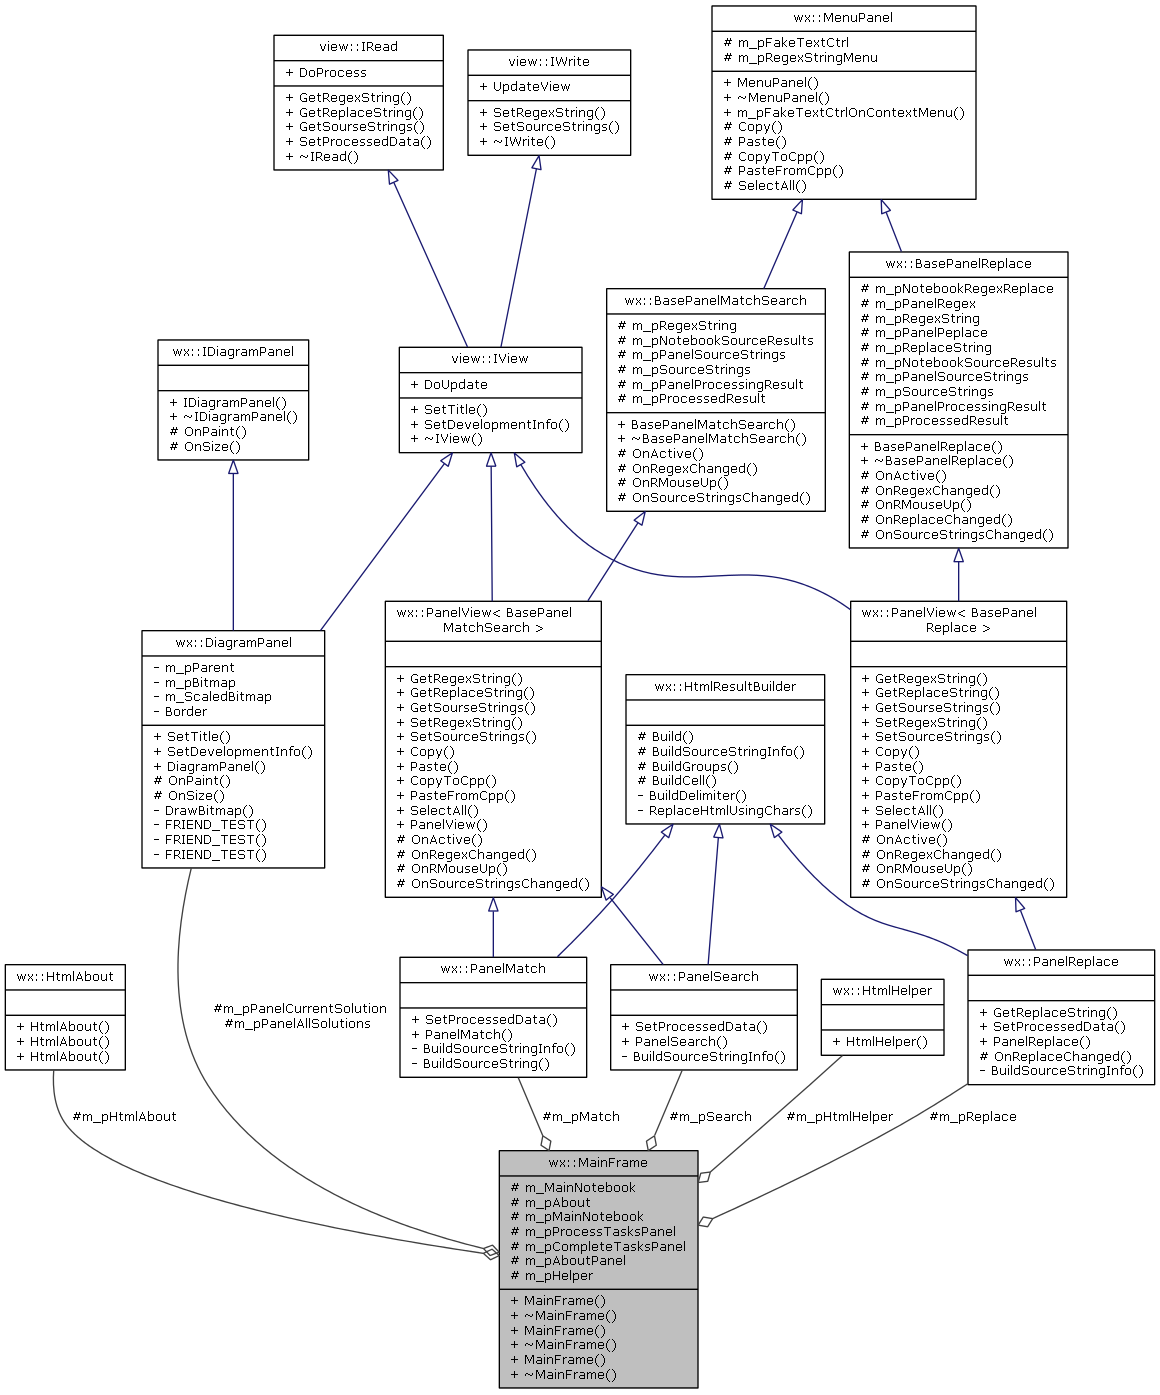 wx::MenuPanel
# m_pFakeTextCtrl
# m_pRegexStringMenu
+ MenuPanel()
+ ~MenuPanel()
+ m_pFakeTextCtrlOnContextMenu()
# Copy()
# Paste()
# CopyToCpp()
# PasteFromCpp()
# SelectAll()
view::IRead
+ DoProcess
+ GetRegexString()
+ GetReplaceString()
+ GetSourseStrings()
+ SetProcessedData()
+ ~IRead()
view::IWrite
+ UpdateView
+ SetRegexString()
+ SetSourceStrings()
+ ~IWrite()
wx::BasePanelReplace
# m_pNotebookRegexReplace
# m_pPanelRegex
# m_pRegexString
# m_pPanelPeplace
# m_pReplaceString
# m_pNotebookSourceResults
# m_pPanelSourceStrings
# m_pSourceStrings
# m_pPanelProcessingResult
# m_pProcessedResult
+ BasePanelReplace()
+ ~BasePanelReplace()
# OnActive()
# OnRegexChanged()
# OnRMouseUp()
# OnReplaceChanged()
# OnSourceStringsChanged()
wx::BasePanelMatchSearch
# m_pRegexString
# m_pNotebookSourceResults
# m_pPanelSourceStrings
# m_pSourceStrings
# m_pPanelProcessingResult
# m_pProcessedResult
+ BasePanelMatchSearch()
+ ~BasePanelMatchSearch()
# OnActive()
# OnRegexChanged()
# OnRMouseUp()
# OnSourceStringsChanged()
wx::IDiagramPanel
+ IDiagramPanel()
+ ~IDiagramPanel()
# OnPaint()
# OnSize()
view::IView
+ DoUpdate
+ SetTitle()
+ SetDevelopmentInfo()
+ ~IView()
wx::DiagramPanel
- m_pParent
- m_pBitmap
- m_ScaledBitmap
- Border
+ SetTitle()
+ SetDevelopmentInfo()
+ DiagramPanel()
# OnPaint()
# OnSize()
- DrawBitmap()
- FRIEND_TEST()
- FRIEND_TEST()
- FRIEND_TEST()
wx::PanelView< BasePanel
MatchSearch >
+ GetRegexString()
+ GetReplaceString()
+ GetSourseStrings()
+ SetRegexString()
+ SetSourceStrings()
+ Copy()
+ Paste()
+ CopyToCpp()
+ PasteFromCpp()
+ SelectAll()
+ PanelView()
# OnActive()
# OnRegexChanged()
# OnRMouseUp()
# OnSourceStringsChanged()
wx::HtmlResultBuilder
# Build()
# BuildSourceStringInfo()
# BuildGroups()
# BuildCell()
- BuildDelimiter()
- ReplaceHtmlUsingChars()
wx::PanelView< BasePanel
Replace >
+ GetRegexString()
+ GetReplaceString()
+ GetSourseStrings()
+ SetRegexString()
+ SetSourceStrings()
+ Copy()
+ Paste()
+ CopyToCpp()
+ PasteFromCpp()
+ SelectAll()
+ PanelView()
# OnActive()
# OnRegexChanged()
# OnRMouseUp()
# OnSourceStringsChanged()
wx::HtmlAbout
+ HtmlAbout()
+ HtmlAbout()
+ HtmlAbout()
#m_pPanelCurrentSolution
#m_pPanelAllSolutions
wx::PanelMatch
+ SetProcessedData()
+ PanelMatch()
- BuildSourceStringInfo()
- BuildSourceString()
wx::PanelSearch
+ SetProcessedData()
+ PanelSearch()
- BuildSourceStringInfo()
wx::HtmlHelper
+ HtmlHelper()
wx::PanelReplace
+ GetReplaceString()
+ SetProcessedData()
+ PanelReplace()
# OnReplaceChanged()
- BuildSourceStringInfo()
#m_pHtmlAbout
#m_pMatch
#m_pSearch
#m_pHtmlHelper
#m_pReplace
wx::MainFrame
# m_MainNotebook
# m_pAbout
# m_pMainNotebook
# m_pProcessTasksPanel
# m_pCompleteTasksPanel
# m_pAboutPanel
# m_pHelper
+ MainFrame()
+ ~MainFrame()
+ MainFrame()
+ ~MainFrame()
+ MainFrame()
+ ~MainFrame()